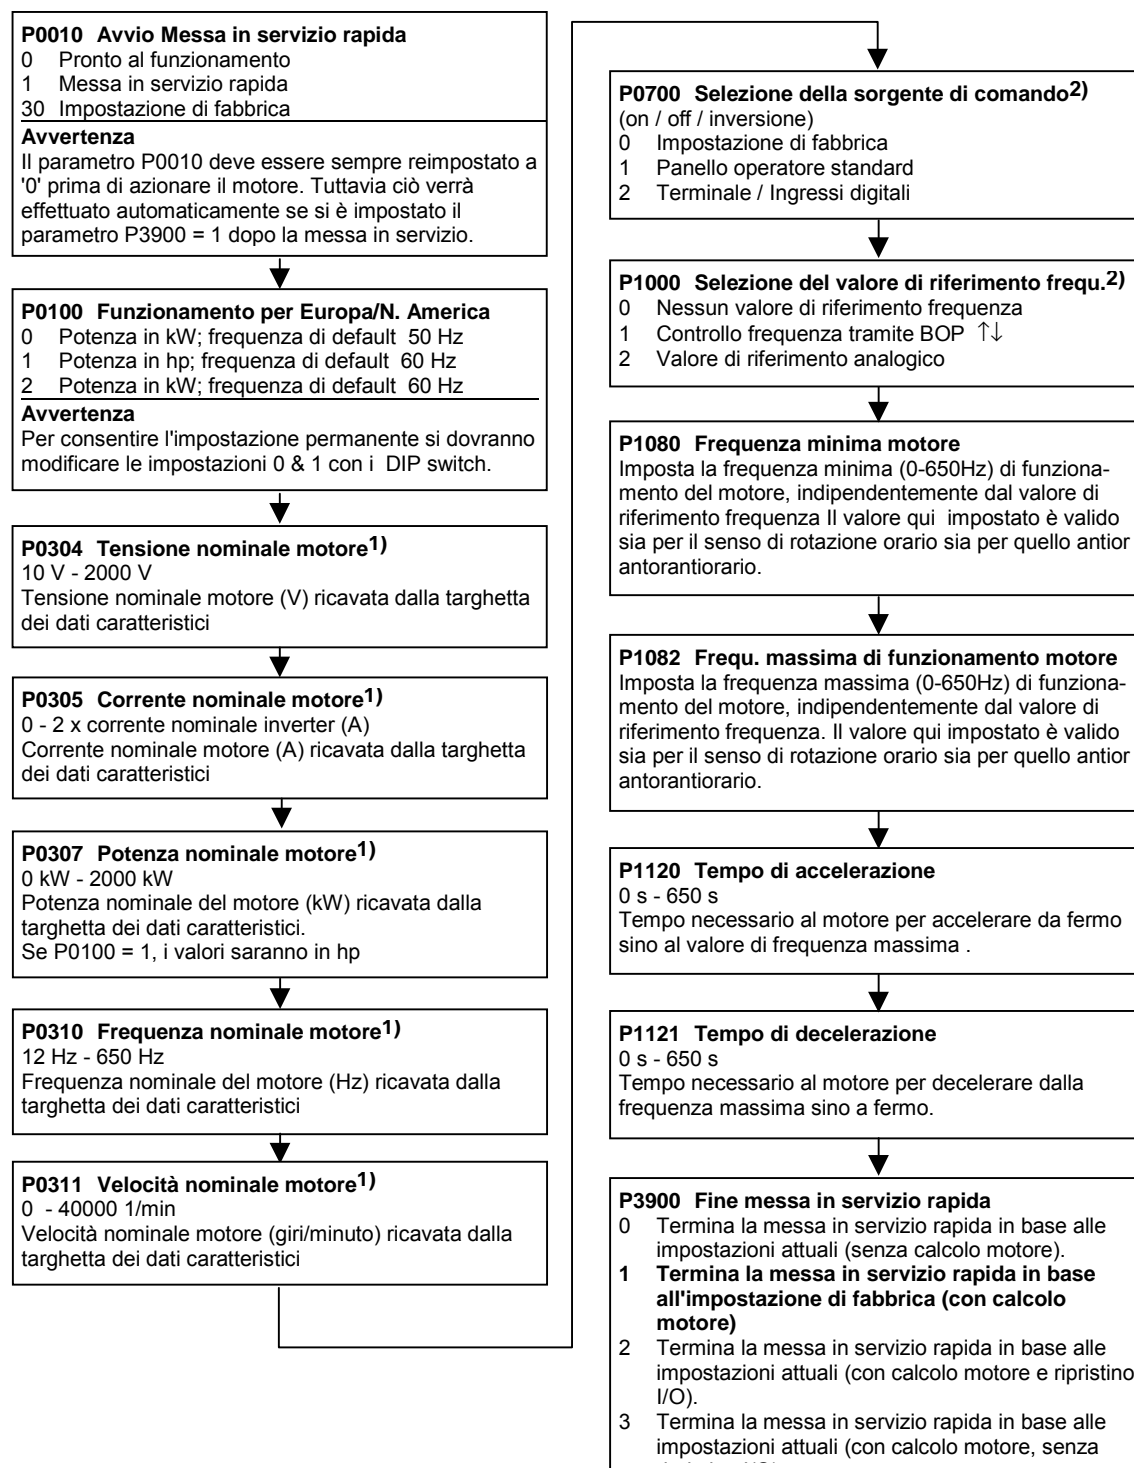 P0010 Avvio Messa in servizio rapida
0 Pronto al funzionamento
1 Messa in servizio rapida
30 Impostazione di fabbrica
Avvertenza
Il parametro P0010 deve essere sempre reimpostato a
'0' prima di azionare il motore. Tuttavia ciò verrà
effettuato automaticamente se si è impostato il
parametro P3900 = 1 dopo la messa in servizio.
P0100 Funzionamento per Europa/N. America
0 Potenza in kW; frequenza di default 50 Hz
1 Potenza in hp; frequenza di default 60 Hz
2 Potenza in kW; frequenza di default 60 Hz
Avvertenza
Per consentire l'impostazione permanente si dovranno
modificare le impostazioni 0 & 1 con i DIP switch.
P0304 Tensione nominale motore1)
10 V - 2000 V
Tensione nominale motore (V) ricavata dalla targhetta
dei dati caratteristici
P0305 Corrente nominale motore1)
0 - 2 x corrente nominale inverter (A)
Corrente nominale motore (A) ricavata dalla targhetta
dei dati caratteristici
P0307 Potenza nominale motore1)
0 kW - 2000 kW
Potenza nominale del motore (kW) ricavata dalla
targhetta dei dati caratteristici.
Se P0100 = 1, i valori saranno in hp
P0310 Frequenza nominale motore1)
12 Hz - 650 Hz
Frequenza nominale del motore (Hz) ricavata dalla
targhetta dei dati caratteristici
P0311 Velocità nominale motore1)
0 - 40000 1/min
Velocità nominale motore (giri/minuto) ricavata dalla
targhetta dei dati caratteristici
P0700 Selezione della sorgente di comando2)
(on / off / inversione)
0 Impostazione di fabbrica
1 Panello operatore standard
2 Terminale / Ingressi digitali
P1000 Selezione del valore di riferimento frequ.2)
0 Nessun valore di riferimento frequenza
1 Controllo frequenza tramite BOP ↑↓
2 Valore di riferimento analogico
P1080 Frequenza minima motore
Imposta la frequenza minima (0-650Hz) di funziona-
mento del motore, indipendentemente dal valore di
riferimento frequenza Il valore qui impostato è valido
sia per il senso di rotazione orario sia per quello antior
antorantiorario.
P1082 Frequ. massima di funzionamento motore
Imposta la frequenza massima (0-650Hz) di funziona-
mento del motore, indipendentemente dal valore di
riferimento frequenza. Il valore qui impostato è valido
sia per il senso di rotazione orario sia per quello antior
antorantiorario.
P1120 Tempo di accelerazione
0 s - 650 s
Tempo necessario al motore per accelerare da fermo
sino al valore di frequenza massima .
P1121 Tempo di decelerazione
0 s - 650 s
Tempo necessario al motore per decelerare dalla
frequenza massima sino a fermo.
P3900 Fine messa in servizio rapida
0 Termina la messa in servizio rapida in base alle
impostazioni attuali (senza calcolo motore).
1 Termina la messa in servizio rapida in base
all'impostazione di fabbrica (con calcolo
motore)
2 Termina la messa in servizio rapida in base alle
impostazioni attuali (con calcolo motore e ripristino
I/O).
3 Termina la messa in servizio rapida in base alle
impostazioni attuali (con calcolo motore, senza